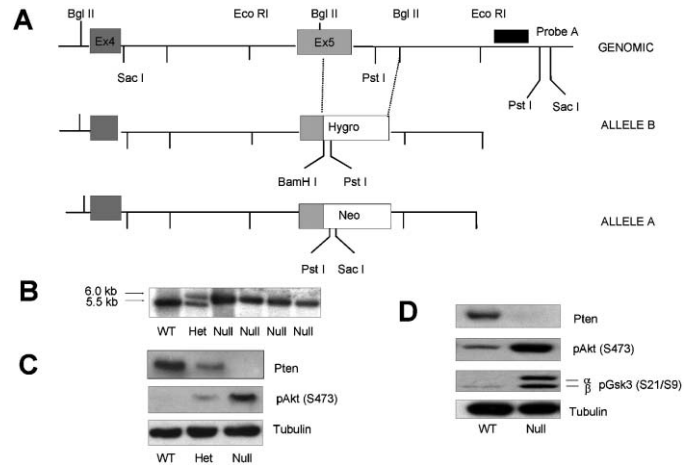 A
Bgl II
Eco RI
Bgl II
Bgl II
Eco RI
Ex4
Ex5
Probe A
GENOMIC
Sac I
Pst I
Pst I
Sac I
Hygro
ALLELE B
BamH I
Pst I
Neo
ALLELE A
Pst I
Sac I
B
6.0 kb
5.5 kb
WT Het Null Null Null Null
C
Pten
pAkt (S473)
Tubulin
WT Het Null
D
Pten
pAkt (S473)
α
β
pGsk3 (S21/S9)
Tubulin
WT Null